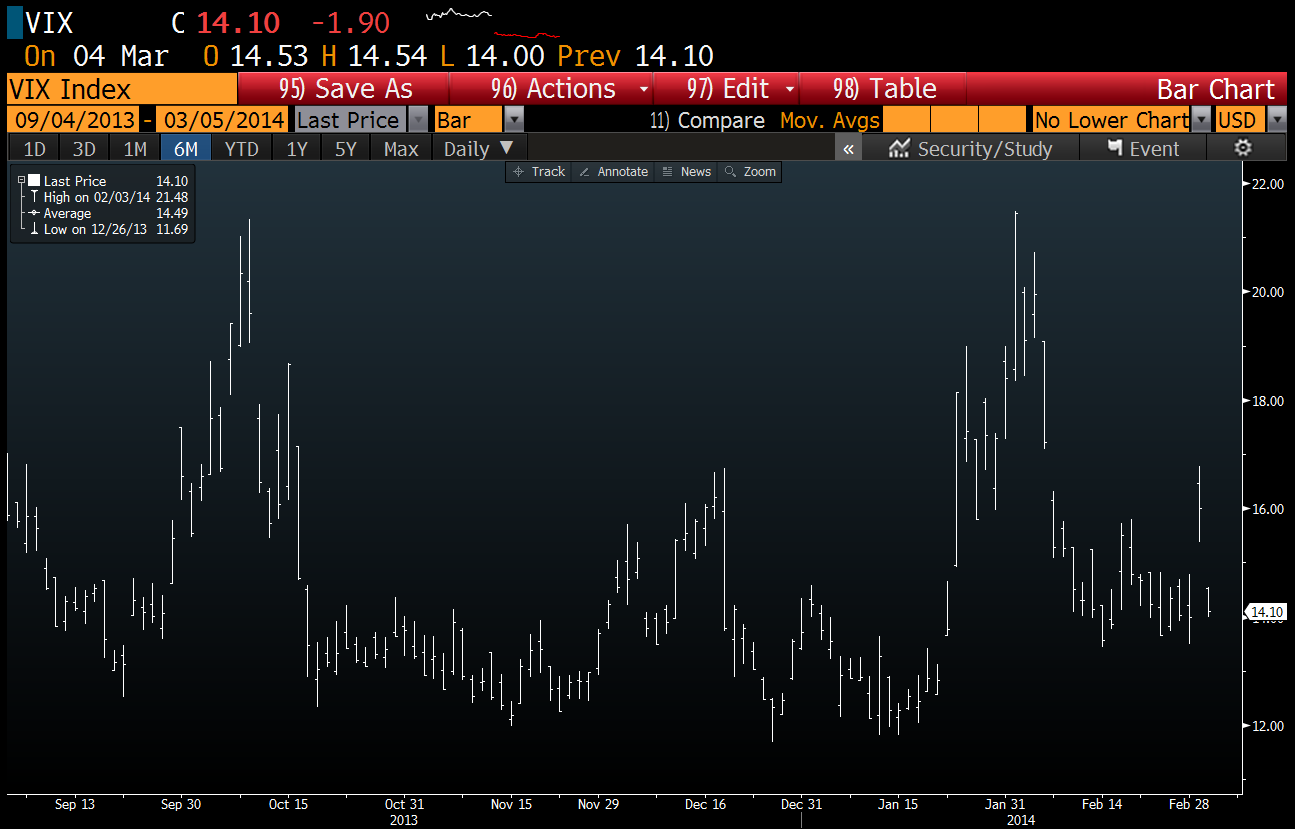 VIX C 14.10 -1.90
On 04 Mar O 14.53 H 14.54 L 14.00 Prev 14.10
VIX Index 95) Save As 96) Actions 97) Edit 98) Table Bar Chart
09/04/2013 - 03/05/2014 Last Price Bar 11) Compare Mov. Avgs No Lower Chart USD
1D 3D 1M 6M YTD 1Y 5Y Max Daily ▼ « Security/Study Event
Track Annotate News Zoom
Last Price 14.10
High on 02/03/14 21.48
Average 14.49
Low on 12/26/13 11.69
22.00
20.00
18.00
16.00
14.10
14.00
12.00
Sep 13 Sep 30 Oct 15 Oct 31 Nov 15 Nov 29 Dec 16 Dec 31 Jan 15 Jan 31 Feb 14 Feb 28
2013 2014